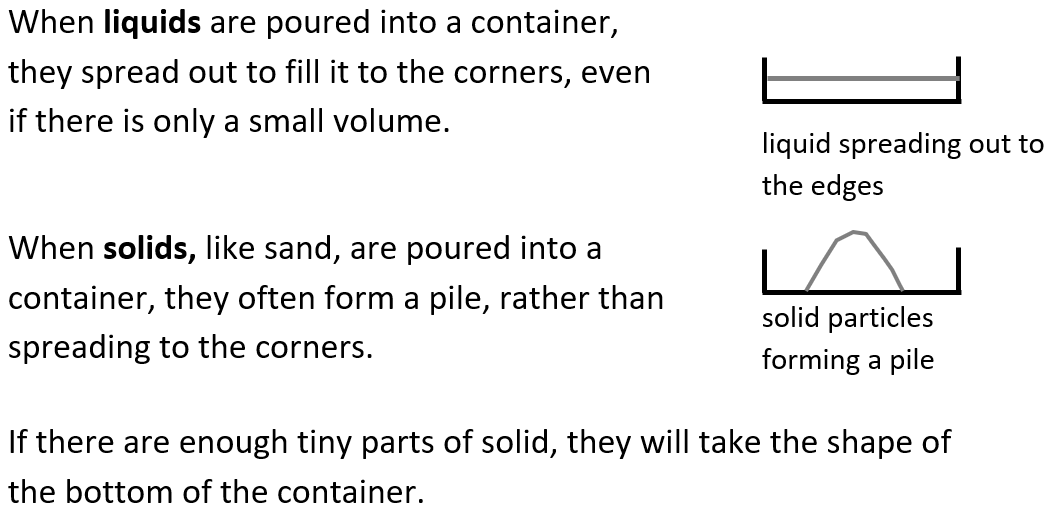 When liquids are poured into a container,
they spread out to fill it to the corners, even
if there is only a small volume.
liquid spreading out to
the edges
When solids, like sand, are poured into a
container, they often form a pile, rather than
spreading to the corners.
solid particles
forming a pile
If there are enough tiny parts of solid, they will take the shape of
the bottom of the container.